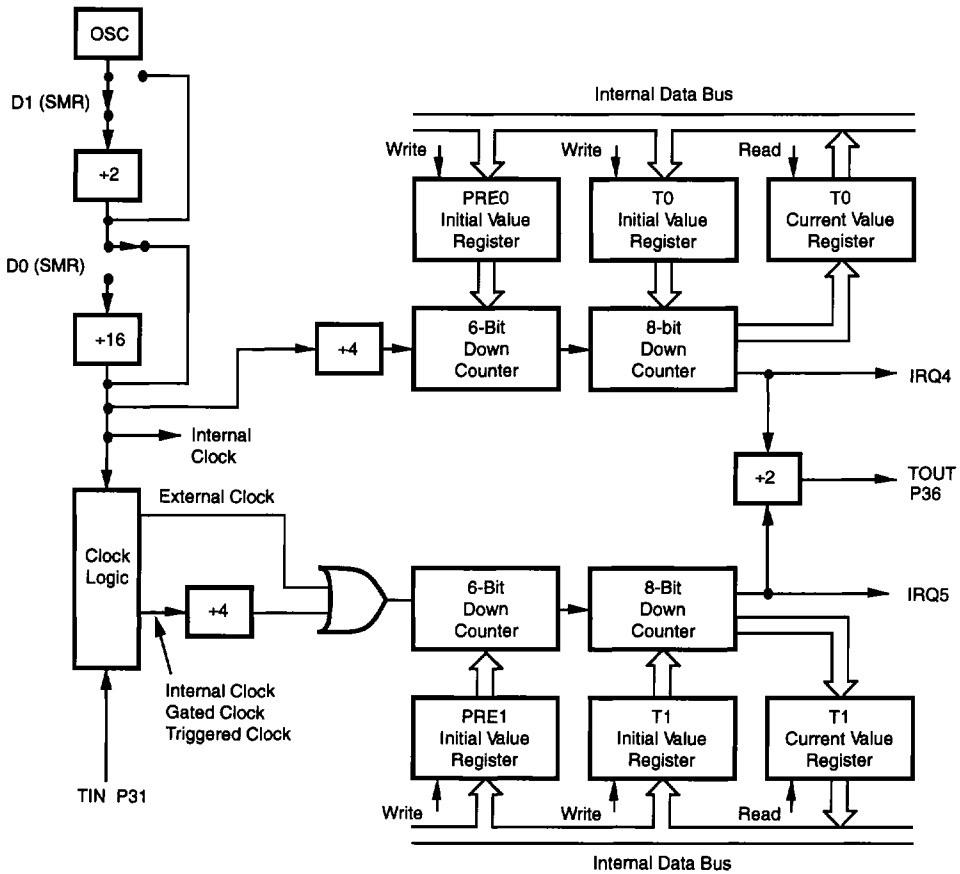 OSC
D1 (SMR)
+2
D0 (SMR)
+16
Internal
Clock
Internal Data Bus
Write
Write
Read
PRE0
Initial Value
Register
T0
Initial Value
Register
T0
Current Value
Register
+4
6-Bit
Down
Counter
8-bit
Down
Counter
IRQ4
+2
TOUT
P36
External Clock
Clock
Logic
+4
6-Bit
Down
Counter
8-Bit
Down
Counter
IRQ5
Internal Clock
Gated Clock
Triggered Clock
TIN P31
PRE1
Initial Value
Register
T1
Initial Value
Register
T1
Current Value
Register
Write
Write
Read
Internal Data Bus